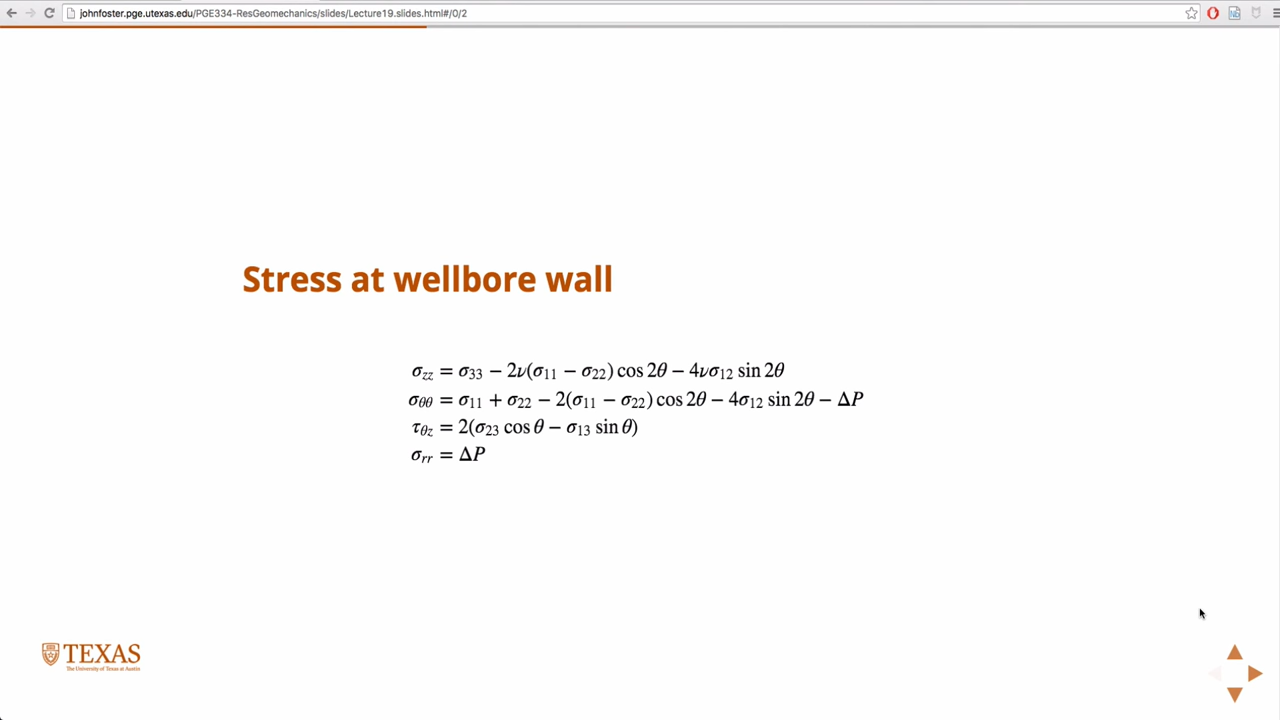 johnfoster.pge.utexas.edu/PGE334-ResGeomechanics/slides/Lecture19.slides.html#/0/2
Stress at wellbore wall
σzz = σ33 − 2ν(σ11 − σ22) cos 2θ − 4νσ12 sin 2θ
σθθ = σ11 + σ22 − 2(σ11 − σ22) cos 2θ − 4σ12 sin 2θ − ΔP
τθz = 2(σ23 cos θ − σ13 sin θ)
σrr = ΔP
TEXAS
The University of Texas at Austin